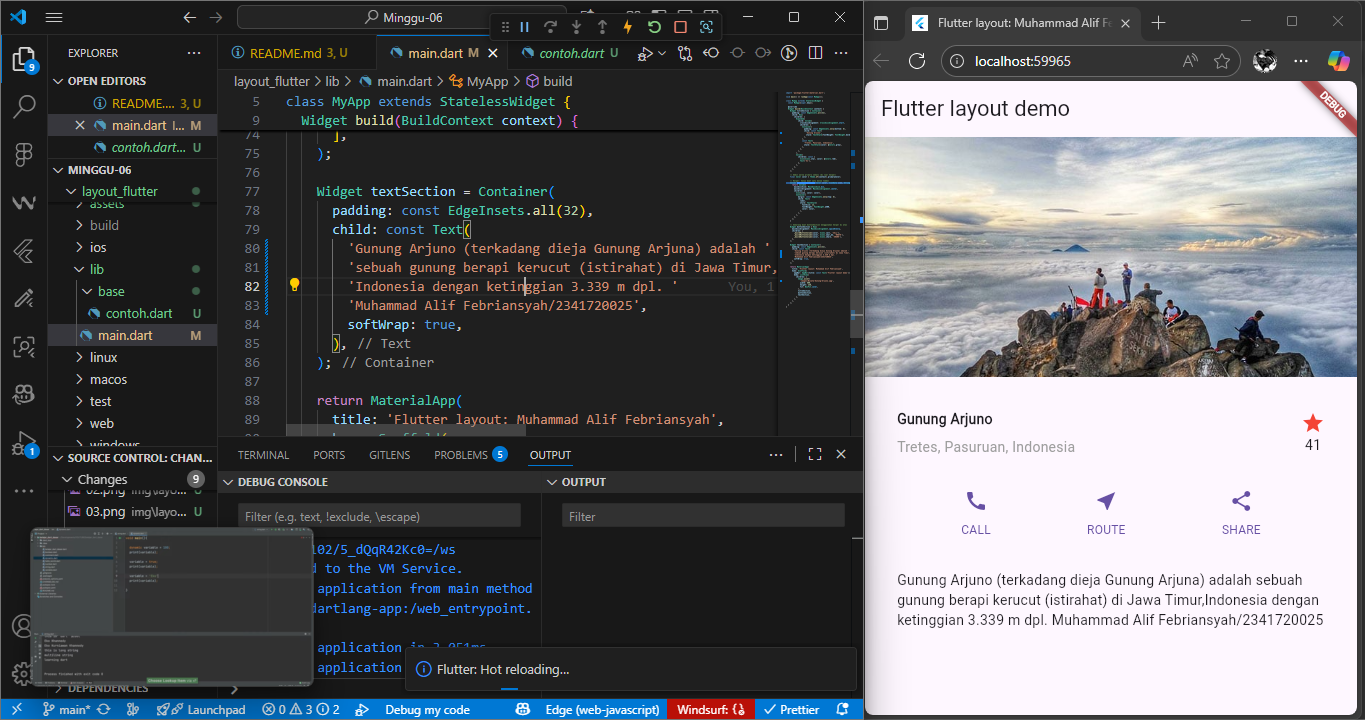 Minggu-06
EXPLORER
OPEN EDITORS
README.... 3, U
main.dart l... M
contoh.dart... U
MINGGU-06
layout_flutter
assets
build
ios
lib
base
contoh.dart U
main.dart M
linux
macos
test
web
windows
SOURCE CONTROL: CHAN...
Changes 9
02.png img\layo... U
03.png img\layo... U
DEPENDENCIES
9
1
README.md 3, U
main.dart M
contoh.dart U
layout_flutter > lib > main.dart > MyApp > build
5 class MyApp extends StatelessWidget {
9 Widget build(BuildContext context) {
74 ],
75 );
76
77 Widget textSection = Container(
78 padding: const EdgeInsets.all(32),
79 child: const Text(
80 'Gunung Arjuno (terkadang dieja Gunung Arjuna) adalah '
81 'sebuah gunung berapi kerucut (istirahat) di Jawa Timur,
82 'Indonesia dengan ketinggian 3.339 m dpl. ' You, 1
83 'Muhammad Alif Febriansyah/2341720025',
84 softWrap: true,
85 ), // Text
86 ); // Container
87
88 return MaterialApp(
89 title: 'Flutter layout: Muhammad Alif Febriansyah',
TERMINAL PORTS GITLENS PROBLEMS 5 OUTPUT
DEBUG CONSOLE
OUTPUT
Filter (e.g. text, !exclude, \escape)
Filter
102/5_dQqR42Kc0=/ws
d to the VM Service.
application from main method
dartlang-app:/web_entrypoint.
application in 3.051ms
application
Flutter: Hot reloading...
main* 0 3 2 Launchpad Debug my code Edge (web-javascript) Windsurf: {} Prettier
Flutter layout: Muhammad Alif Fe
localhost:59965
Flutter layout demo
DEBUG
Gunung Arjuno
Tretes, Pasuruan, Indonesia
41
CALL
ROUTE
SHARE
Gunung Arjuno (terkadang dieja Gunung Arjuna) adalah sebuah
gunung berapi kerucut (istirahat) di Jawa Timur,Indonesia dengan
ketinggian 3.339 m dpl. Muhammad Alif Febriansyah/2341720025